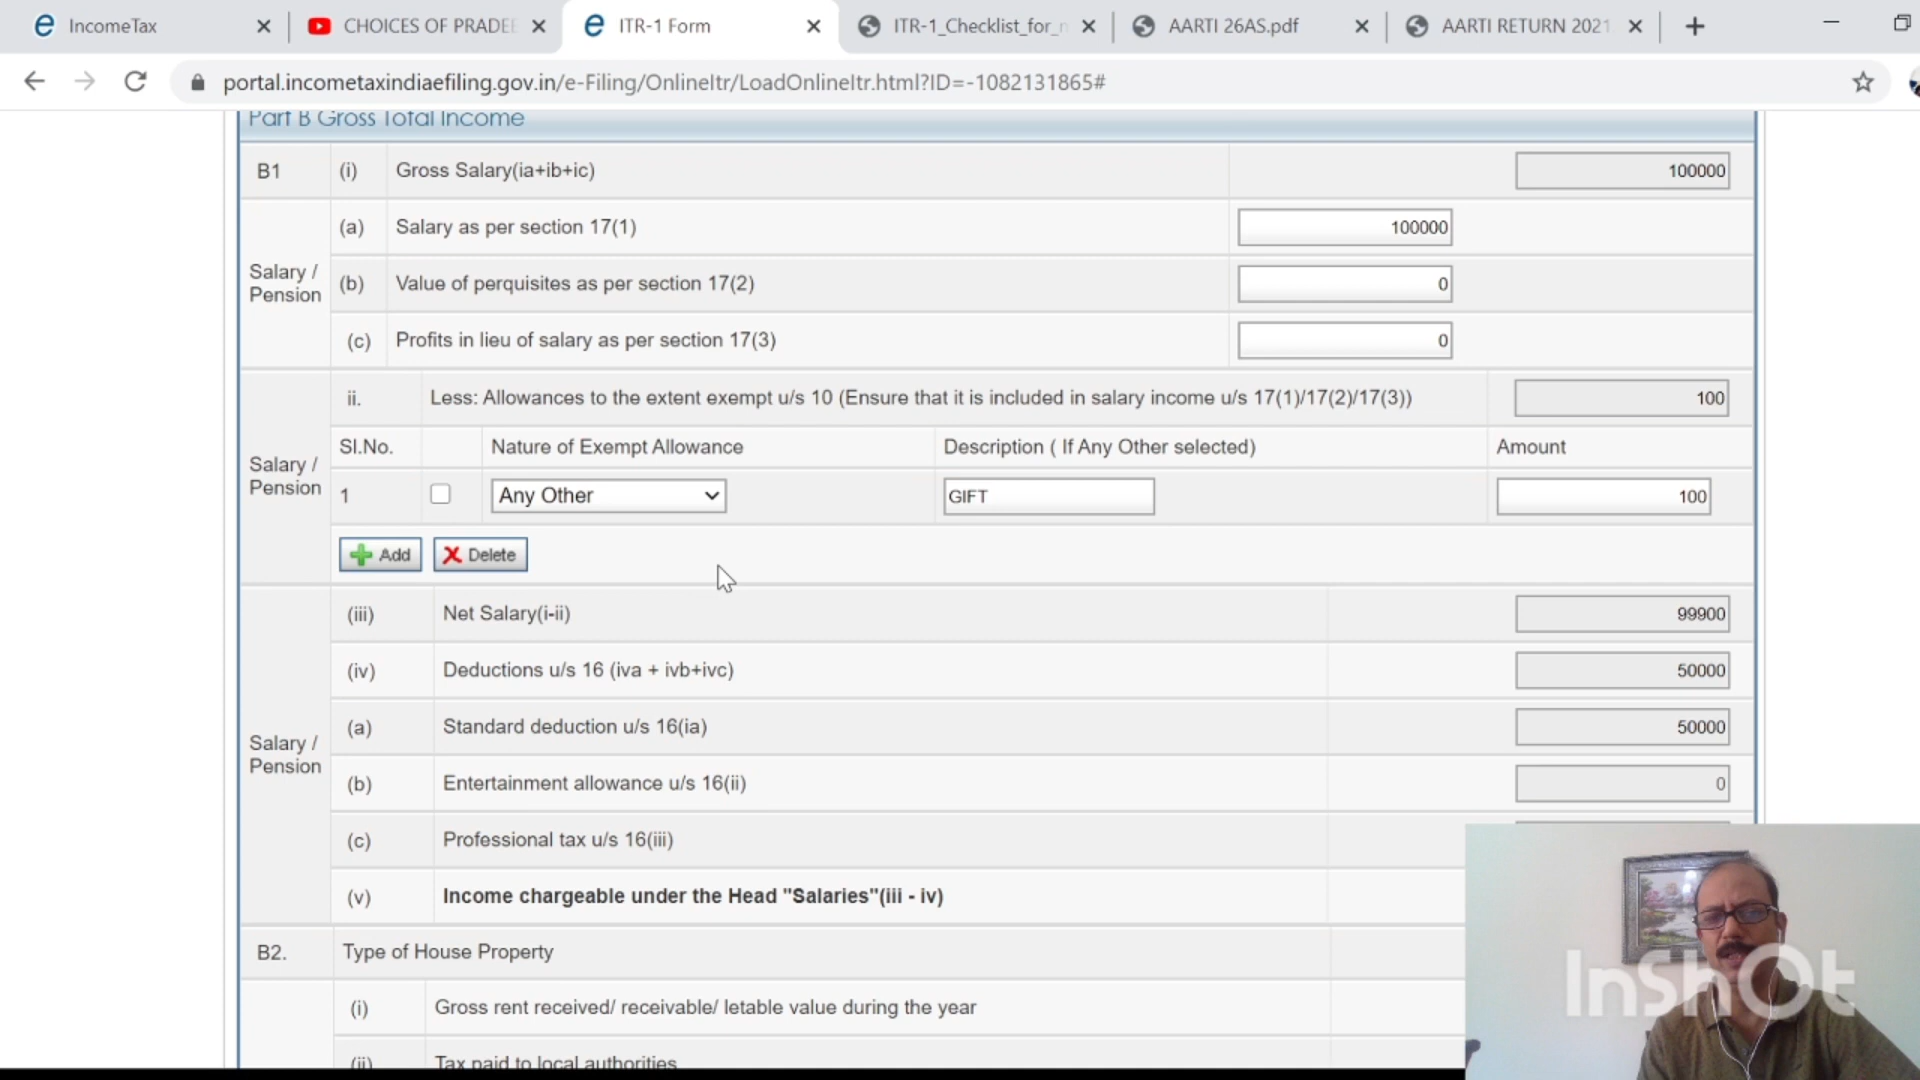 IncomeTax
CHOICES OF PRADEE
ITR-1 Form
ITR-1_Checklist_for_n
AARTI 26AS.pdf
AARTI RETURN 2021
portal.incometaxindiaefiling.gov.in/e-Filing/OnlineItr/LoadOnlineItr.html?ID=-1082131865#
Part B Gross Total Income
B1 (i) Gross Salary(ia+ib+ic) 100000
Salary / Pension
(a) Salary as per section 17(1) 100000
(b) Value of perquisites as per section 17(2) 0
(c) Profits in lieu of salary as per section 17(3) 0
Salary / Pension
ii. Less: Allowances to the extent exempt u/s 10 (Ensure that it is included in salary income u/s 17(1)/17(2)/17(3)) 100
Sl.No. Nature of Exempt Allowance Description ( If Any Other selected) Amount
1 Any Other GIFT 100
Add Delete
Salary / Pension
(iii) Net Salary(i-ii) 99900
(iv) Deductions u/s 16 (iva + ivb+ivc) 50000
(a) Standard deduction u/s 16(ia) 50000
(b) Entertainment allowance u/s 16(ii) 0
(c) Professional tax u/s 16(iii)
(v) Income chargeable under the Head "Salaries"(iii - iv)
B2. Type of House Property
(i) Gross rent received/ receivable/ letable value during the year
(ii) Tax paid to local authorities
InShOt